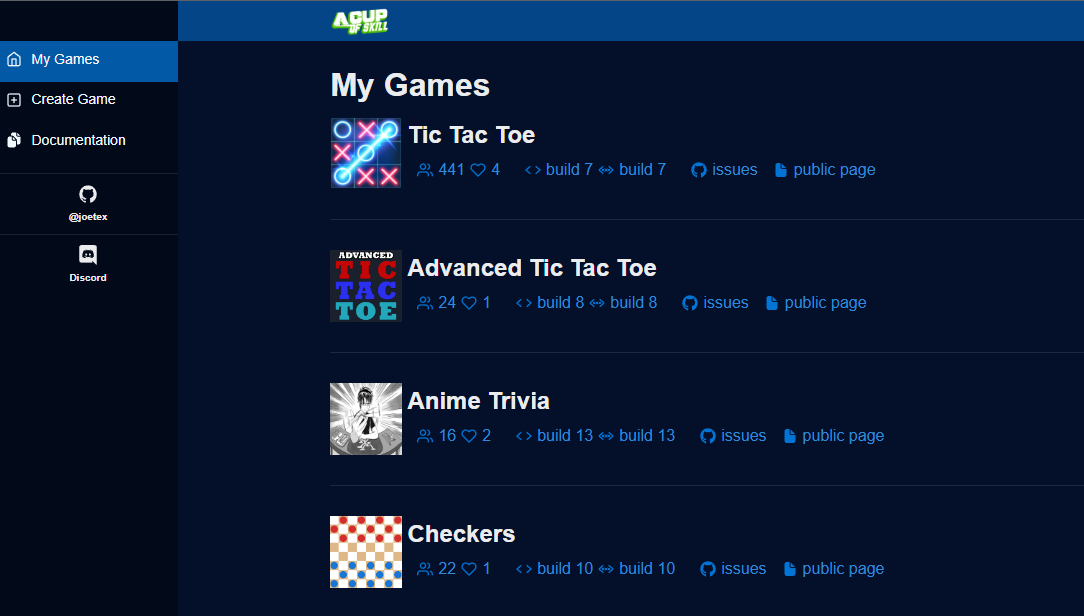 ACUP
OF SKILL
My Games
Create Game
Documentation
@joetex
Discord
My Games
Tic Tac Toe
441 4 build 7 build 7 issues public page
ADVANCED
TIC
TAC
TOE
Advanced Tic Tac Toe
24 1 build 8 build 8 issues public page
Anime Trivia
16 2 build 13 build 13 issues public page
Checkers
22 1 build 10 build 10 issues public page